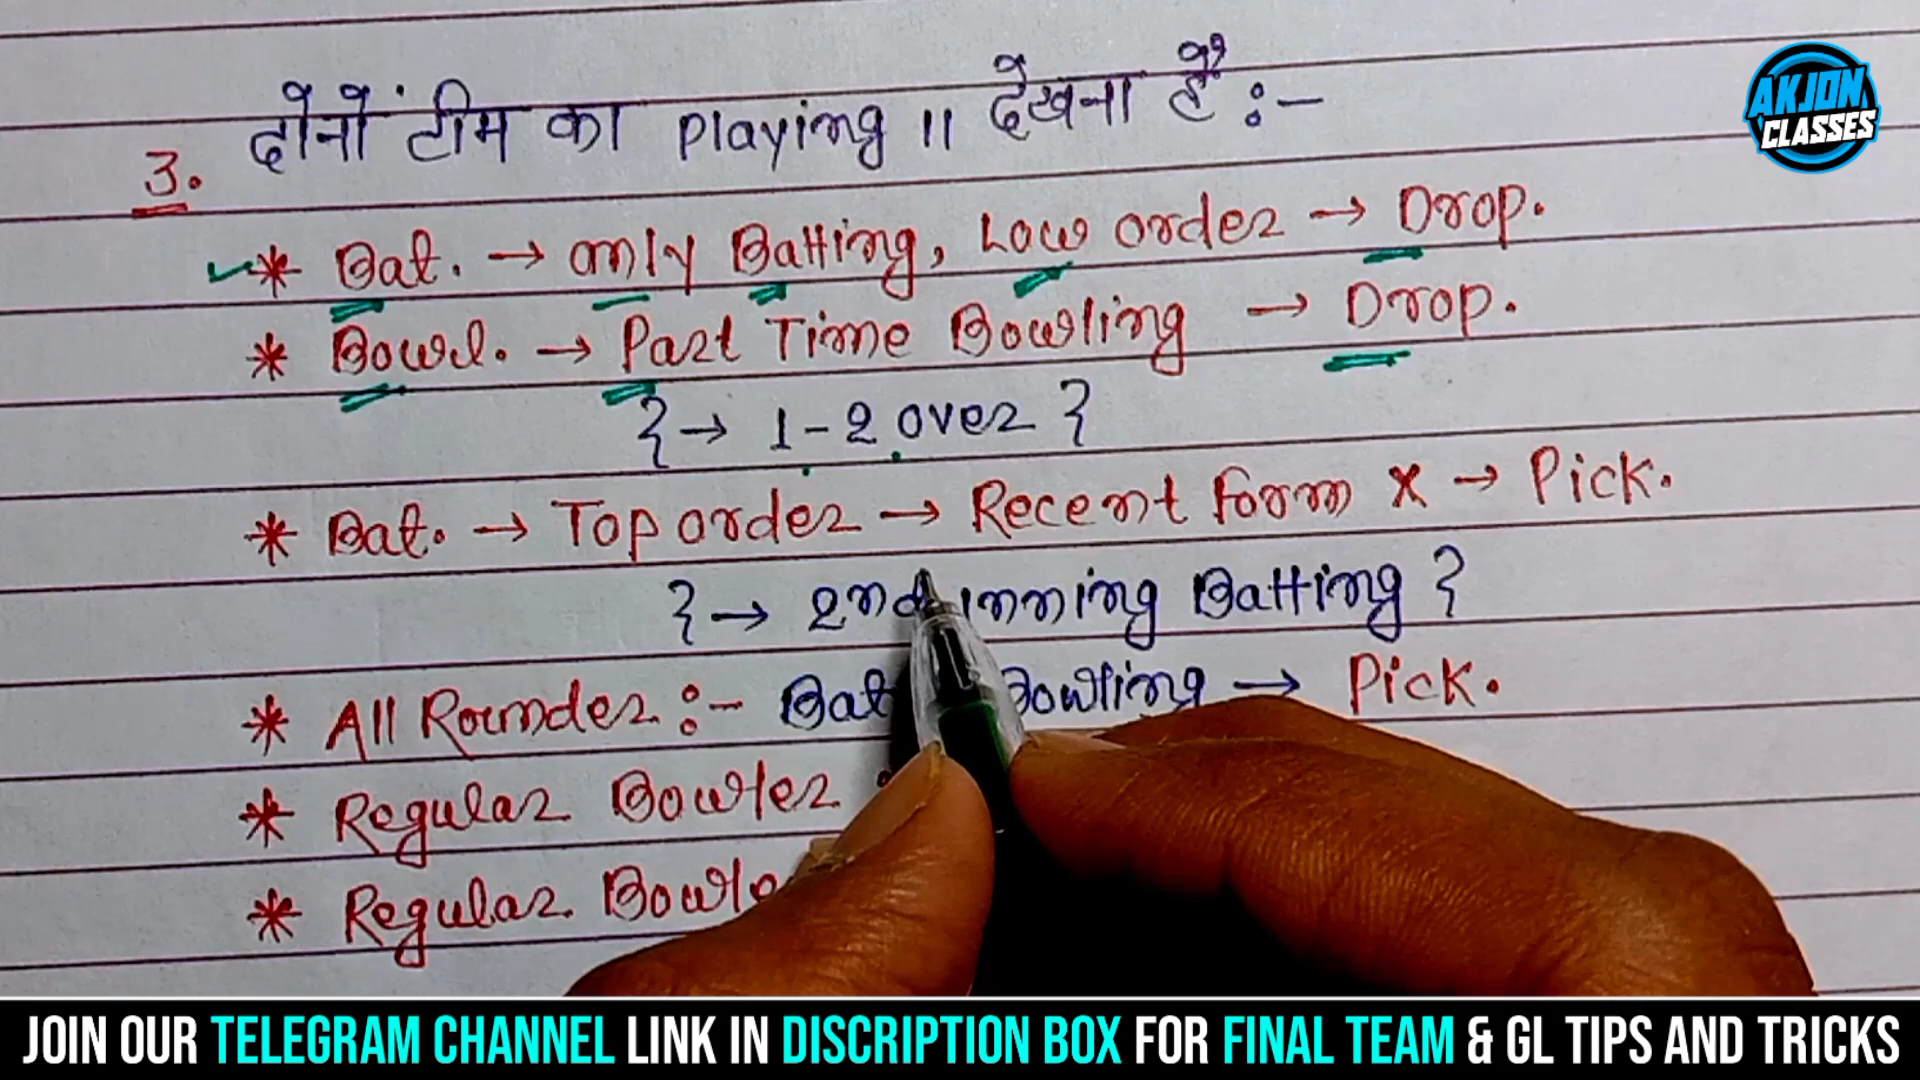 AKJON CLASSES
3. दोनों टीम का Playing 11 देखना है :-
* Bat. → only Batting, Low order → Drop.
* Bowl. → Part Time Bowling → Drop.
{ → 1-2 over }
* Bat. → Top order → Recent form x → Pick.
{ → 2nd inning Batting }
* All Rounder :- Bat Bowling → Pick.
* Regular Bowler
* Regular
JOIN OUR TELEGRAM CHANNEL LINK IN DISCRIPTION BOX FOR FINAL TEAM & GL TIPS AND TRICKS